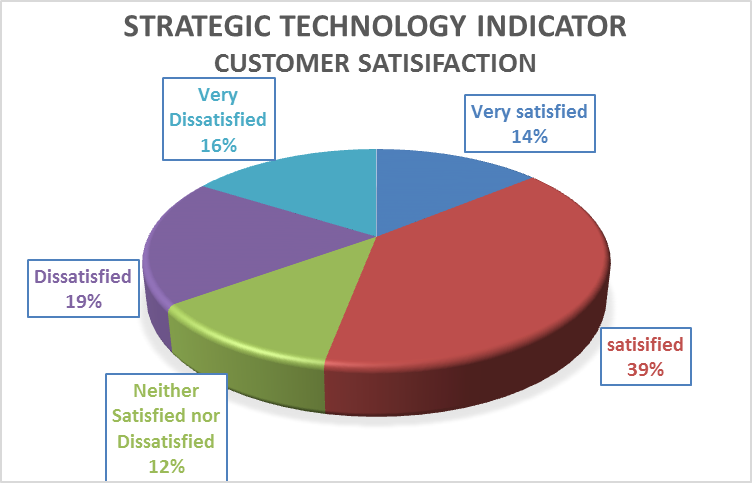 STRATEGIC TECHNOLOGY INDICATOR
CUSTOMER SATISIFACTION
Very
Dissatisfied
16%
Very satisfied
14%
Dissatisfied
19%
satisified
39%
Neither
Satisfied nor
Dissatisfied
12%